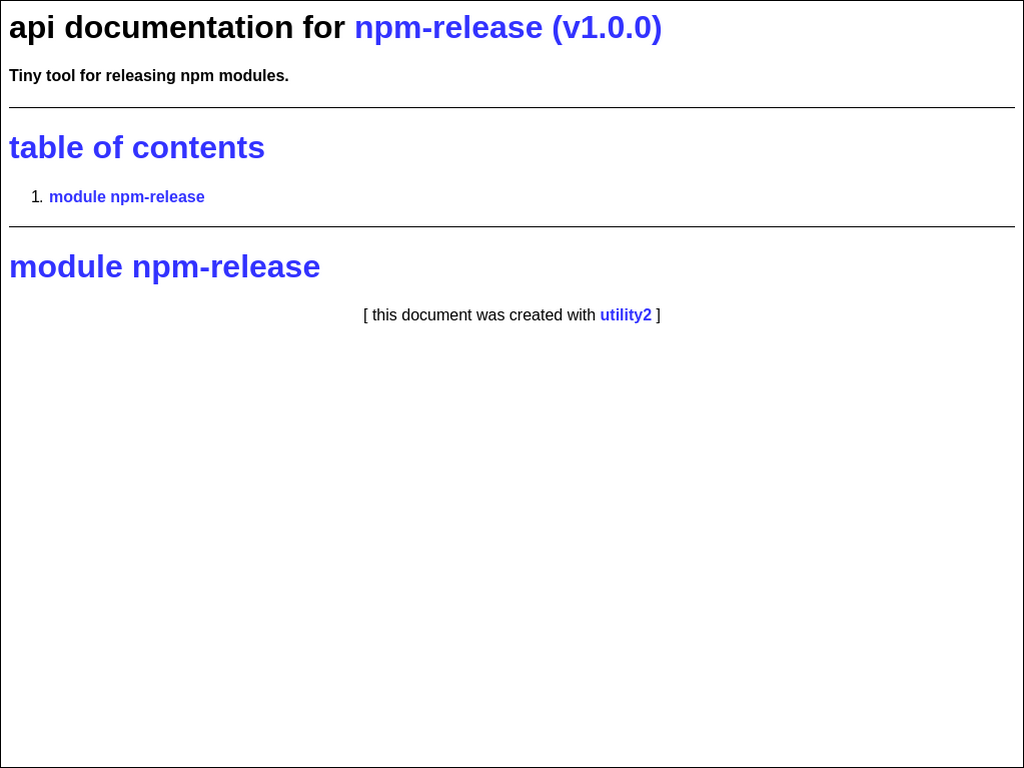 api documentation for npm-release (v1.0.0)
Tiny tool for releasing npm modules.
table of contents
1. module npm-release
module npm-release
[ this document was created with utility2 ]